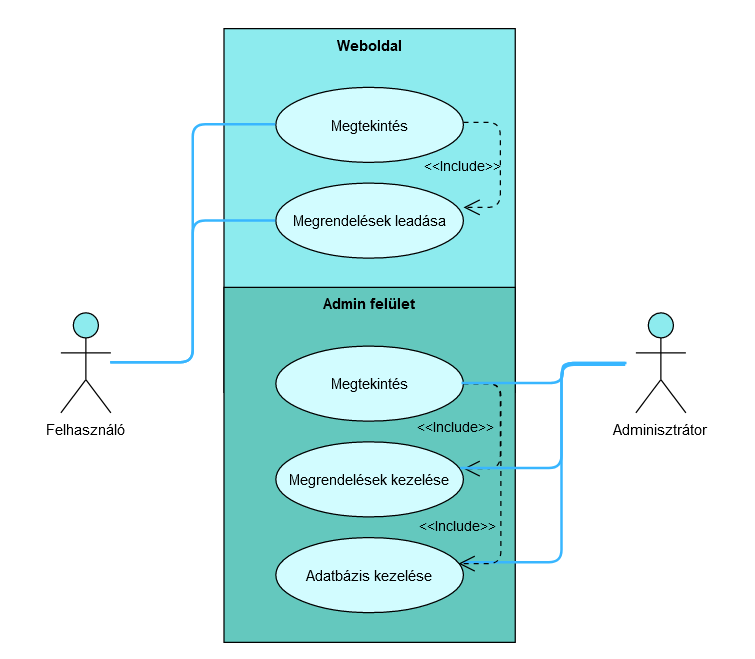 Weboldal
Megtekintés
<<Include>>
Megrendelések leadása
Admin felület
Megtekintés
<<Include>>
Felhasználó
Adminisztrátor
Megrendelések kezelése
<<Include>>
Adatbázis kezelése